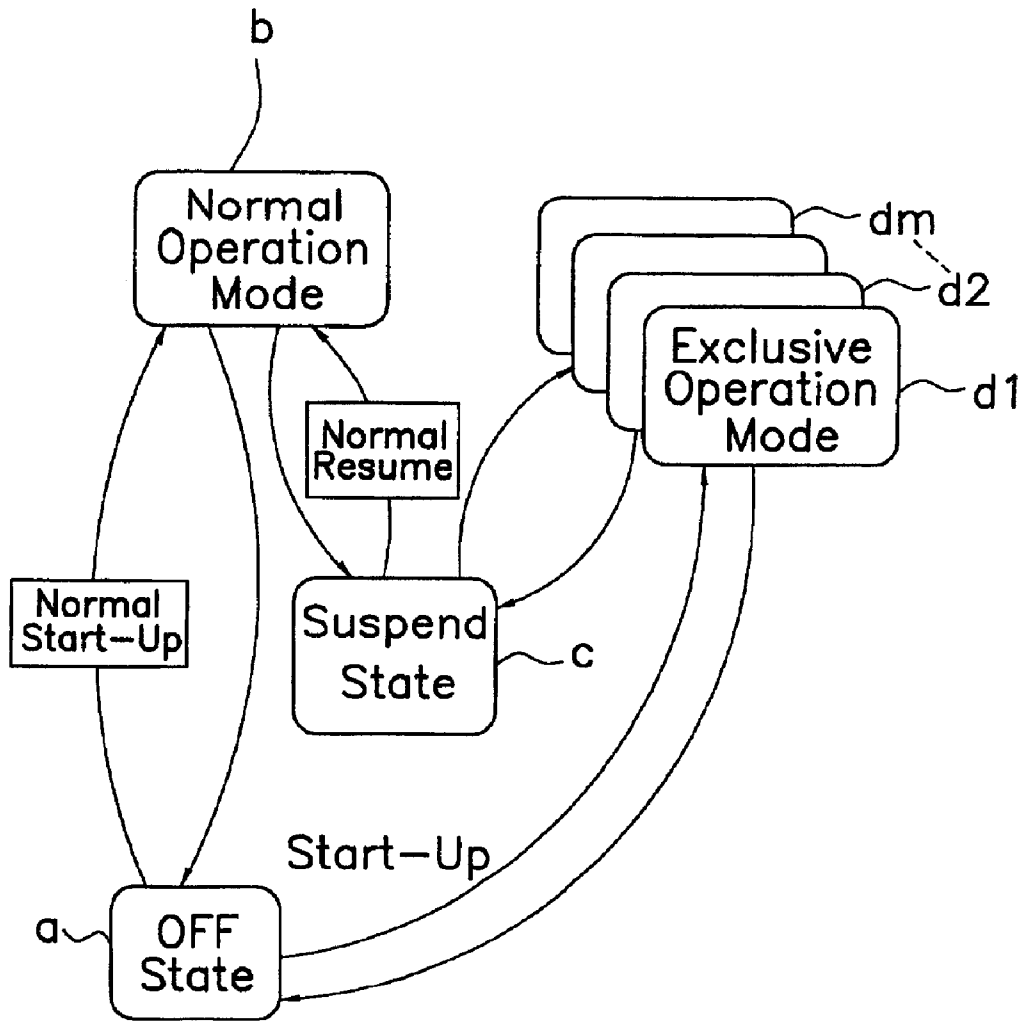 b
Normal
Operation
Mode
dm
d2
Exclusive
Operation
Mode
d1
Normal
Resume
Normal
Start-Up
Suspend
State
c
Start-Up
a
OFF
State